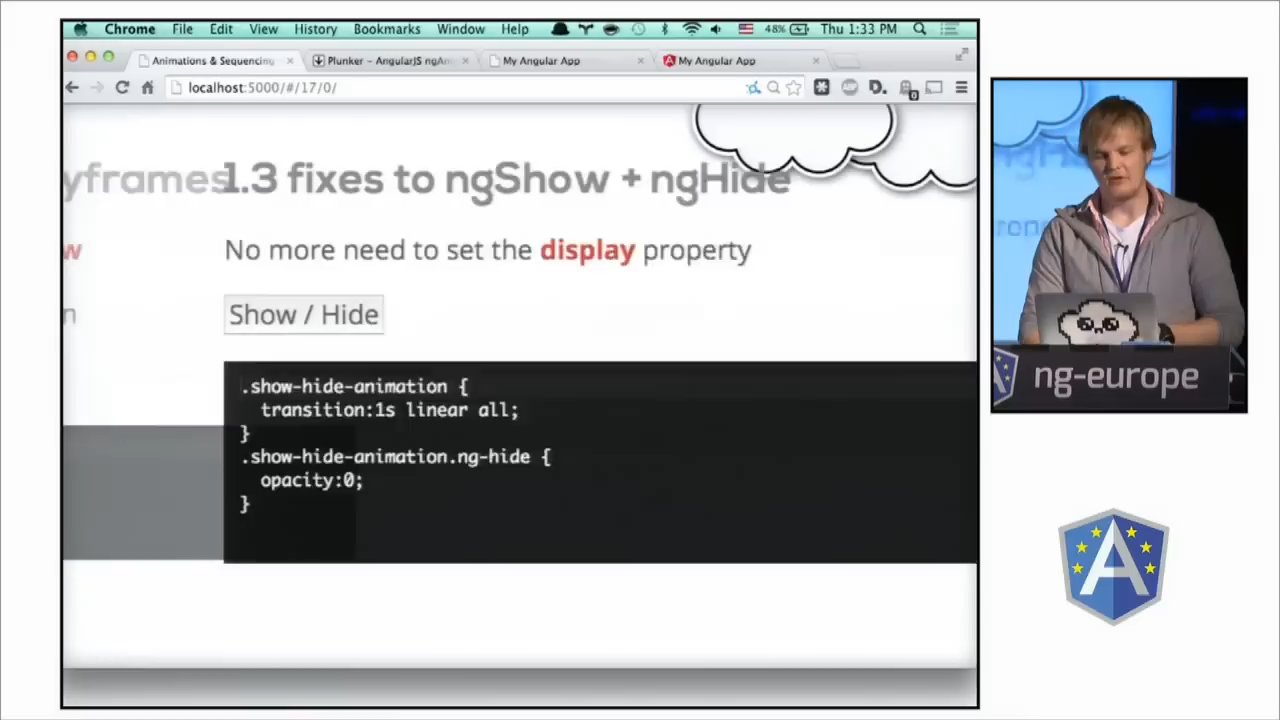 Chrome File Edit View History Bookmarks Window Help 48% Thu 1:33 PM
Animations & Sequencing Plunker - AngularJS ngAni My Angular App My Angular App
localhost:5000/#/17/0/
yframes 1.3 fixes to ngShow + ngHide
w No more need to set the display property
n Show / Hide
.show-hide-animation {
transition:1s linear all;
}
.show-hide-animation.ng-hide {
opacity:0;
}
ng-europe
A